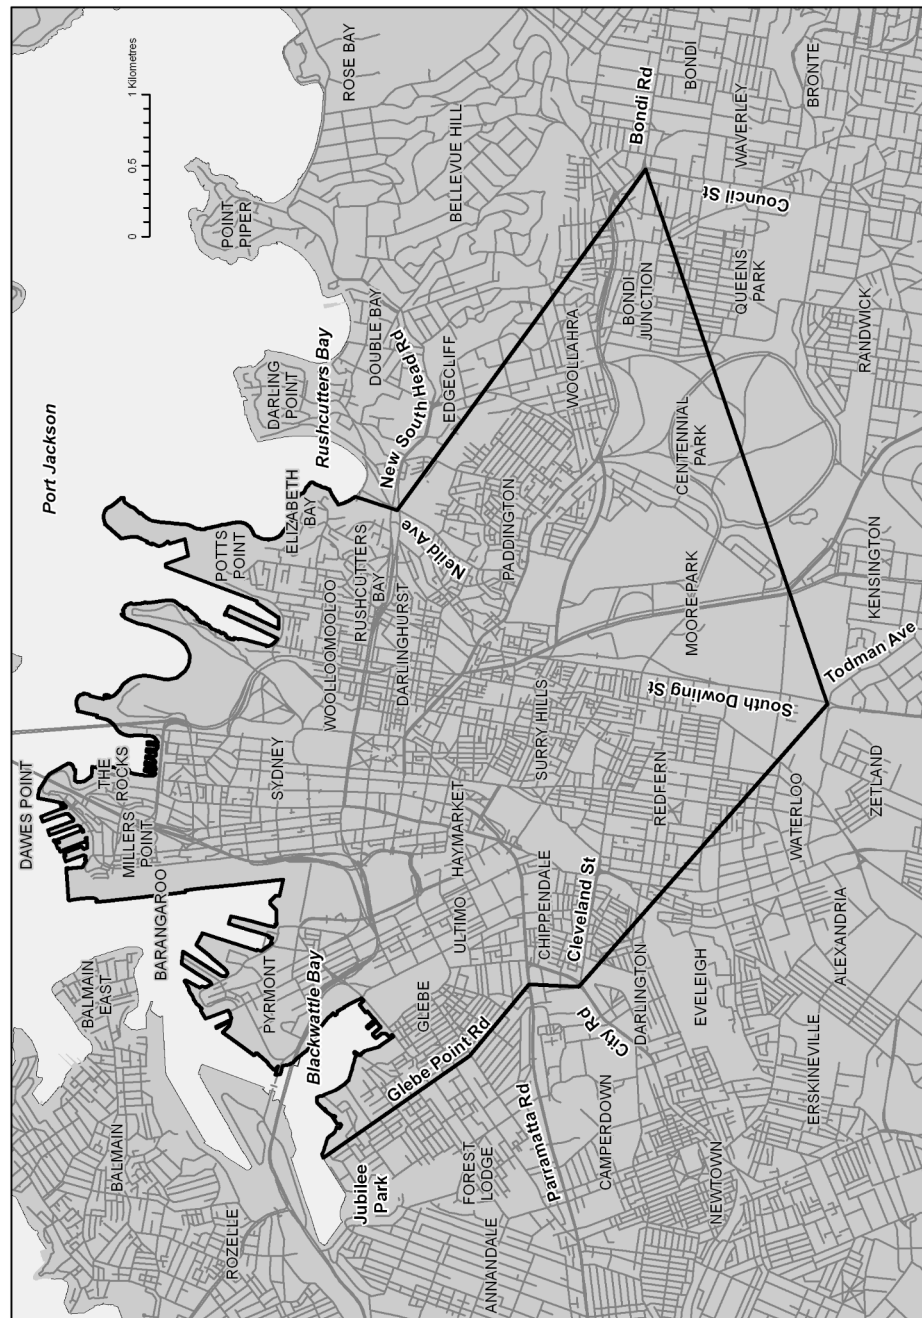 Port Jackson
ROSE BAY
0 0.5 1 Kilometres
POINT
PIPER
BELLEVUE HILL
DARLING
POINT
Rushcutters Bay
DOUBLE BAY
New South Head Rd
EDGECLIFF
DAWES POINT
THE
ROCKS
MILLERS
POINT
BARANGAROO
BALMAIN
EAST
BALMAIN
ROZELLE
POTTS
POINT
ELIZABETH
BAY
WOOLLOOMOOLOO
RUSHCUTTERS
BAY
SYDNEY
DARLINGHURST
PYRMONT
Blackwattle Bay
Jubilee
Park
GLEBE
Glebe Point Rd
ULTIMO
HAYMARKET
Neild Ave
PADDINGTON
WOOLLAHRA
Bondi Rd
BONDI
BONDI
JUNCTION
WAVERLEY
Council St
BRONTE
QUEENS
PARK
CENTENNIAL
PARK
MOORE PARK
RANDWICK
KENSINGTON
Todman Ave
South Dowling St
SURRY HILLS
REDFERN
CHIPPENDALE
Cleveland St
City Rd
DARLINGTON
Parramatta Rd
FOREST
LODGE
ANNANDALE
CAMPERDOWN
EVELEIGH
NEWTOWN
ERSKINEVILLE
ALEXANDRIA
WATERLOO
ZETLAND